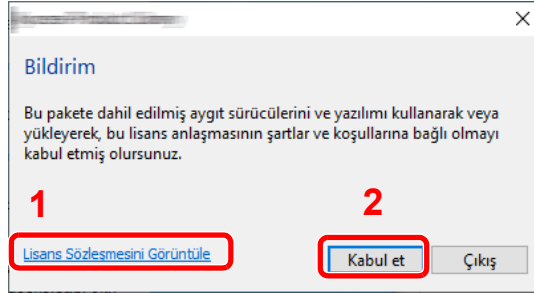 Bildirim
Bu pakete dahil edilmiş aygıt sürücülerini ve yazılımı kullanarak veya
yükleyerek, bu lisans anlaşmasının şartlar ve koşullarına bağlı olmayı
kabul etmiş olursunuz.
1
2
Lisans Sözleşmesini Görüntüle
Kabul et
Çıkış